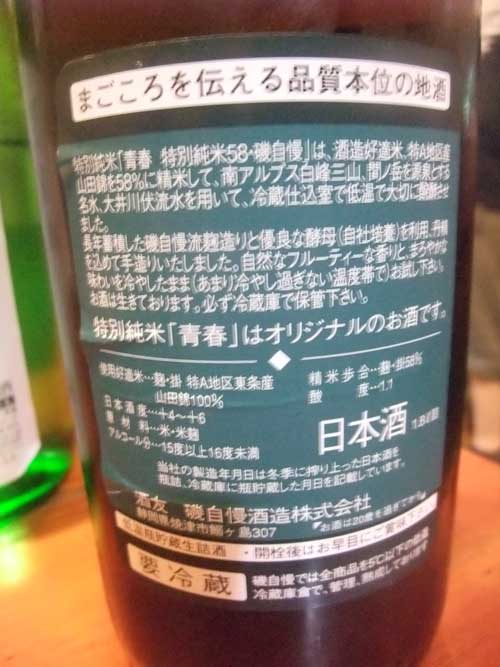 まごころを伝える品質本位の地酒
特別純米「青春 特別純米58・磯自慢」は、酒造好適米、特A地区産
山田錦を58%に精米して、南アルプス白峰三山、間ノ岳を源泉とする
名水、大井川伏流水を用いて、冷蔵仕込室で低温で大切に醗酵させ
ました。
長年蓄積した磯自慢流麹造りと優良な酵母(自社培養)を利用、丹精
を込めて手造りいたしました。自然なフルーティーな香りと、まろやかな
味わいを冷やしたまま(あまり冷やし過ぎない温度帯で)お試し下さい。
お酒は生きております。必ず冷蔵庫で保管下さい。
特別純米「青春」はオリジナルのお酒です。
使用好適米…麹・掛 特A地区東条産
山田錦100%
日本酒度…+4〜+6
原材料…米・米麹
アルコール分…15度以上16度未満
精米歩合…麹・掛58%
酸度…1.1
日本酒 1.8ℓ詰
当社の製造年月日は冬季に搾り上った日本酒を
瓶詰、冷蔵庫に瓶貯蔵した月日を記載しています。
磯自慢酒造株式会社
静岡県焼津市鰯ヶ島307
『お酒は20歳を過ぎてから』
低温瓶貯蔵生詰酒 ・開栓後はお早目にご賞味下さい
要冷蔵
磯自慢では全商品を5℃以下の低温
冷蔵庫倉で、管理、熟成しております